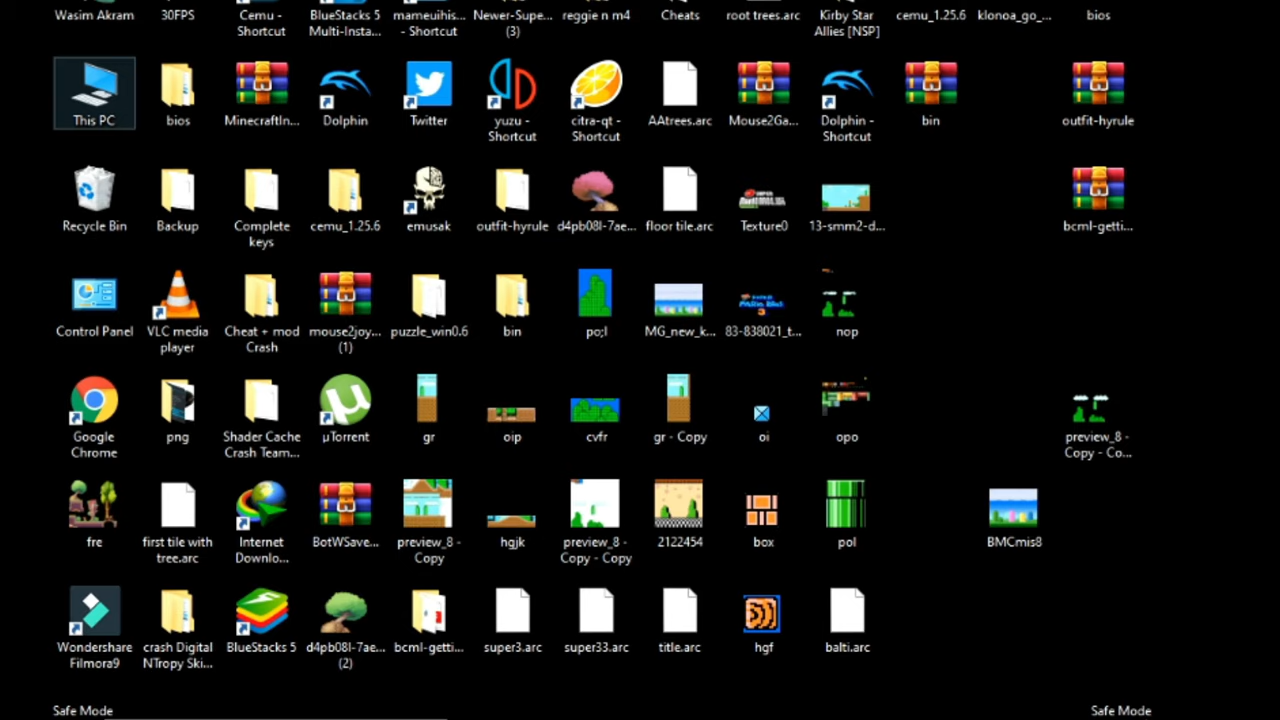 Wasim Akram 30FPS Cemu - BlueStacks 5 mameuihis... Newer-Supe... reggie n m4 Cheats root trees.arc Kirby Star cemu_1.25.6 klonoa_go_... bios
Shortcut Multi-Insta... - Shortcut (3) Allies [NSP]
This PC bios MinecraftIn... Dolphin Twitter yuzu - citra-qt - AAtrees.arc Mouse2Ga... Dolphin - bin outfit-hyrule
Shortcut Shortcut Shortcut
Recycle Bin Backup Complete cemu_1.25.6 emusak outfit-hyrule d4pb08l-7ae... floor tile.arc Texture0 13-smm2-d... bcml-getti...
keys
Control Panel VLC media Cheat + mod mouse2joy... puzzle_win0.6 bin po;l MG_new_k... 83-838021_t... nop
player Crash (1)
Google png Shader Cache µTorrent gr oip cvfr gr - Copy oi opo preview_8 -
Chrome Crash Team... Copy - Co...
fre first tile with Internet BotWSave... preview_8 - hgjk preview_8 - 2122454 box pol BMCmis8
tree.arc Downlo... Copy Copy - Copy
Wondershare crash Digital BlueStacks 5 d4pb08l-7ae... bcml-getti... super3.arc super33.arc title.arc hgf balti.arc
Filmora9 NTropy Ski... (2)
Safe Mode Safe Mode